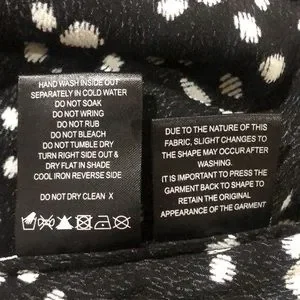 HAND WASH INSIDE OUT
SEPARATELY IN COLD WATER
DO NOT SOAK
DO NOT WRING
DO NOT RUB
DO NOT BLEACH
DO NOT TUMBLE DRY
TURN RIGHT SIDE OUT &
DRY FLAT IN SHADE
COOL IRON REVERSE SIDE
DO NOT DRY CLEAN X
DUE TO THE NATURE OF THIS
FABRIC, SLIGHT CHANGES TO
THE SHAPE MAY OCCUR AFTER
WASHING.
IT IS IMPORTANT TO PRESS THE
GARMENT BACK TO SHAPE TO
RETAIN THE ORIGINAL
APPEARANCE OF THE GARMENT